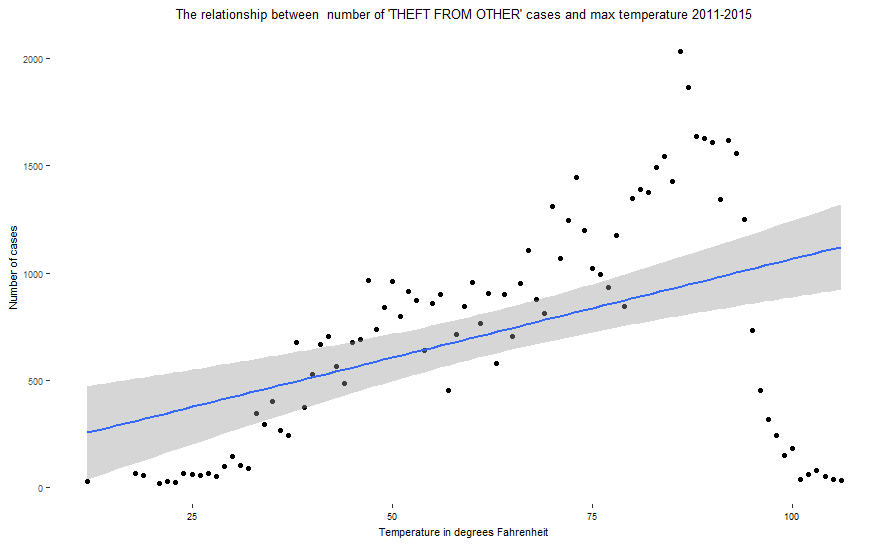 The relationship between  number of 'THEFT FROM OTHER' cases and max temperature 2011-2015
2000
1500
1000
500
0
Number of cases
25 50 75 100
Temperature in degrees Fahrenheit